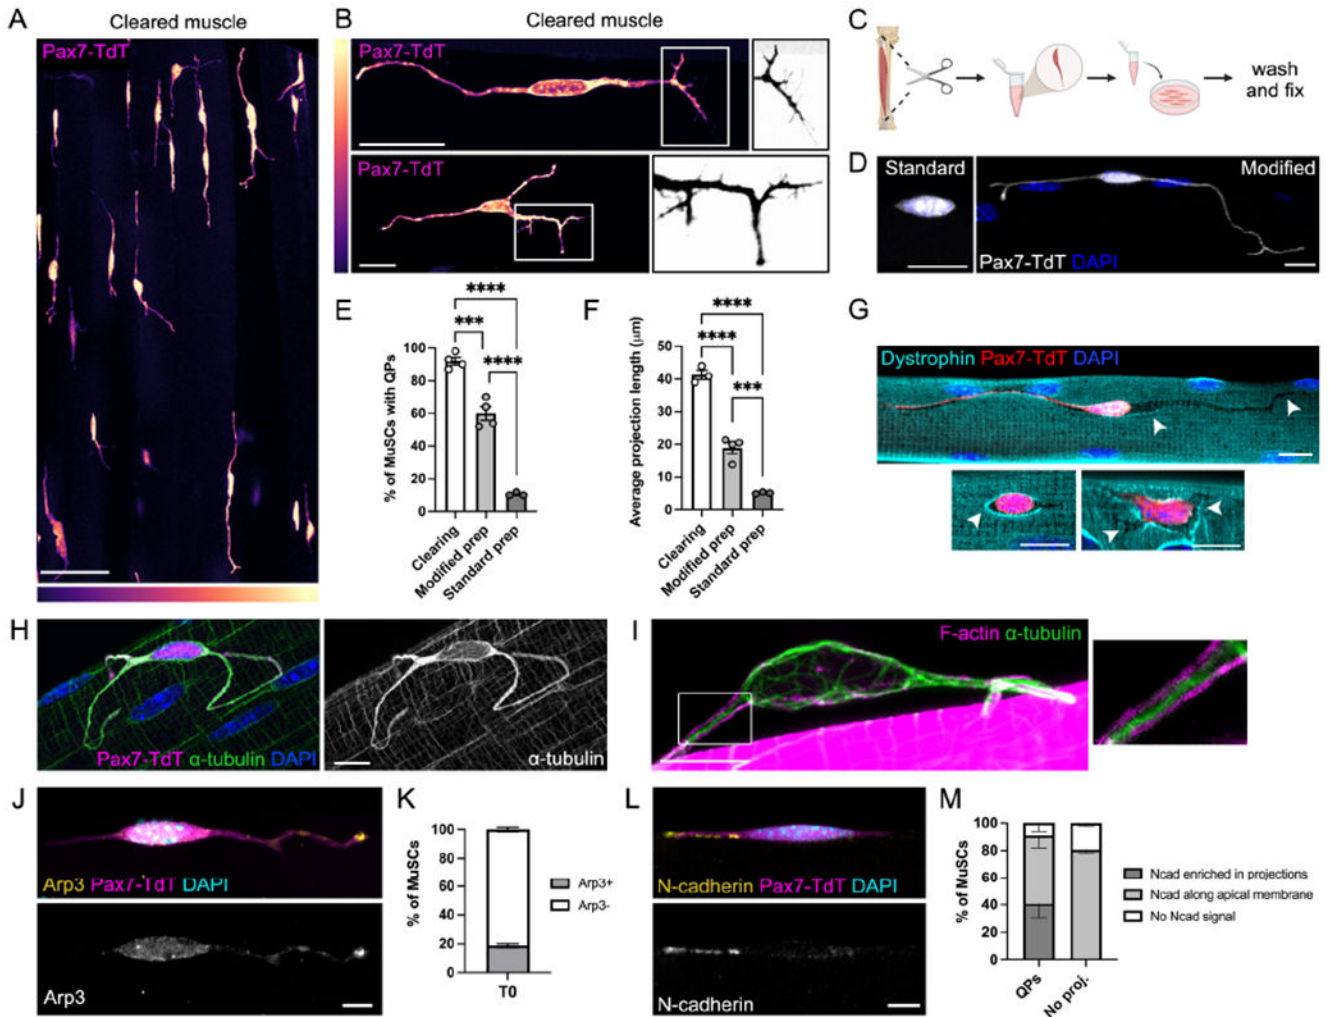 A
Cleared muscle
Pax7-TdT
B
Cleared muscle
Pax7-TdT
Pax7-TdT
C
wash
and fix
D
Standard
Modified
Pax7-TdT DAPI
E
****
***
****
% of MuSCs with QPs
100
80
60
40
20
0
Clearing
Modified prep
Standard prep
F
****
****
***
Average projection length (μm)
50
40
30
20
10
0
Clearing
Modified prep
Standard prep
G
Dystrophin Pax7-TdT DAPI
H
Pax7-TdT α-tubulin DAPI
α-tubulin
I
F-actin α-tubulin
J
Arp3 Pax7-TdT DAPI
Arp3
K
% of MuSCs
100
80
60
40
20
0
T0
Arp3+
Arp3-
L
N-cadherin Pax7-TdT DAPI
N-cadherin
M
% of MuSCs
100
80
60
40
20
0
QPs
No proj.
Ncad enriched in projections
Ncad along apical membrane
No Ncad signal